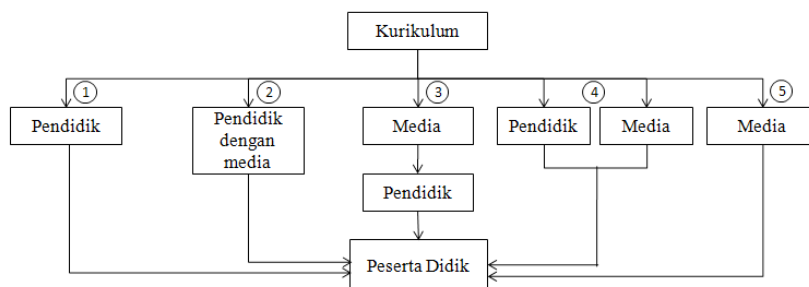 Kurikulum
1
2
3
4
5
Pendidik
Pendidik
dengan
media
Media
Pendidik
Media
Media
Pendidik
Peserta Didik